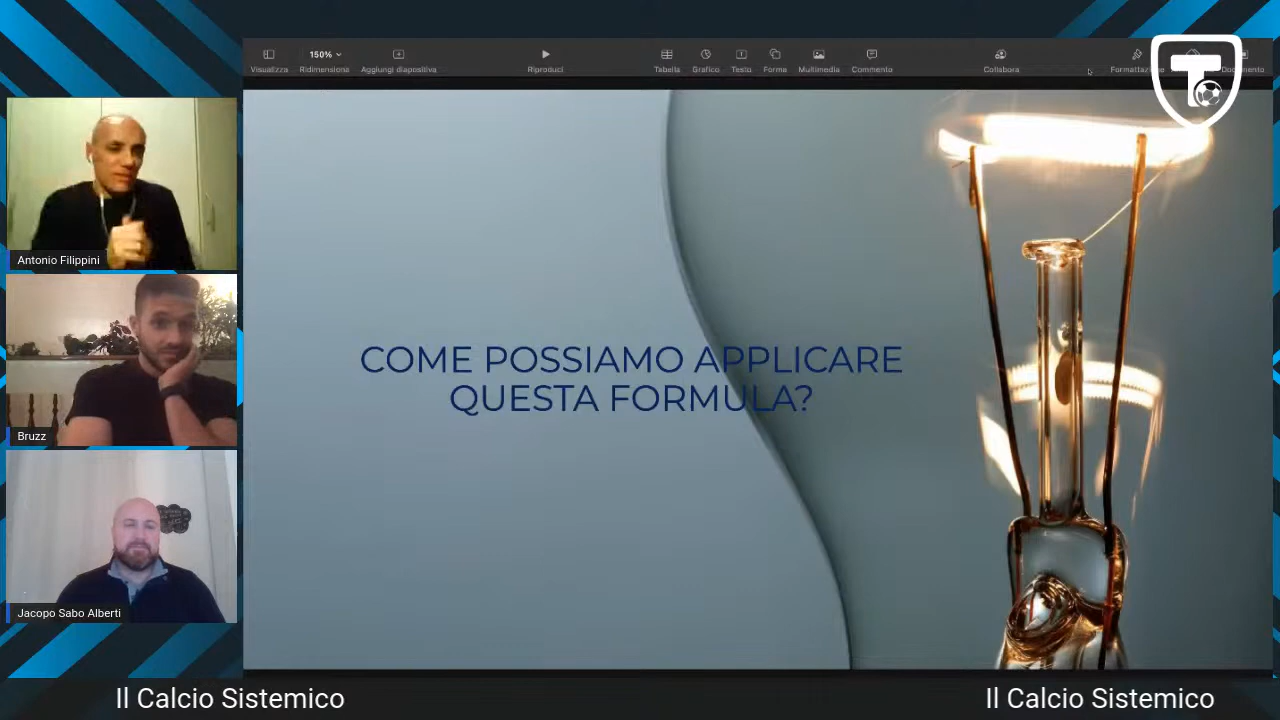 150%
Visualizza
Ridimensiona
Aggiungi diapositiva
Riproduci
Tabella
Grafico
Testo
Forma
Multimedia
Commento
Collabora
T
Antonio Filippini
COME POSSIAMO APPLICARE
QUESTA FORMULA?
Bruzz
Jacopo Sabo Alberti
Il Calcio Sistemico
Il Calcio Sistemico